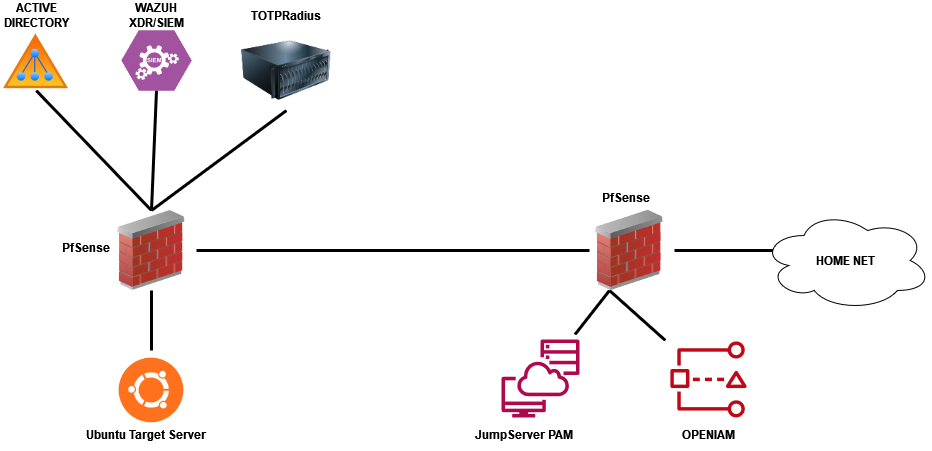 ACTIVE
DIRECTORY
WAZUH
XDR/SIEM
TOTPRadius
SIEM
PfSense
PfSense
HOME NET
Ubuntu Target Server
JumpServer PAM
OPENIAM